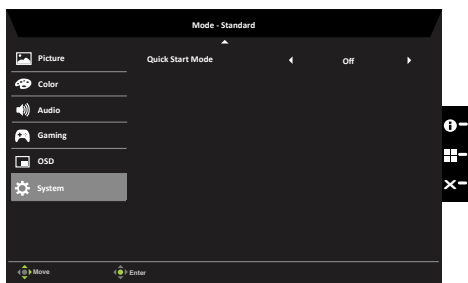 Mode - Standard
Picture
Quick Start Mode
Off
Color
Audio
Gaming
OSD
System
Move
Enter